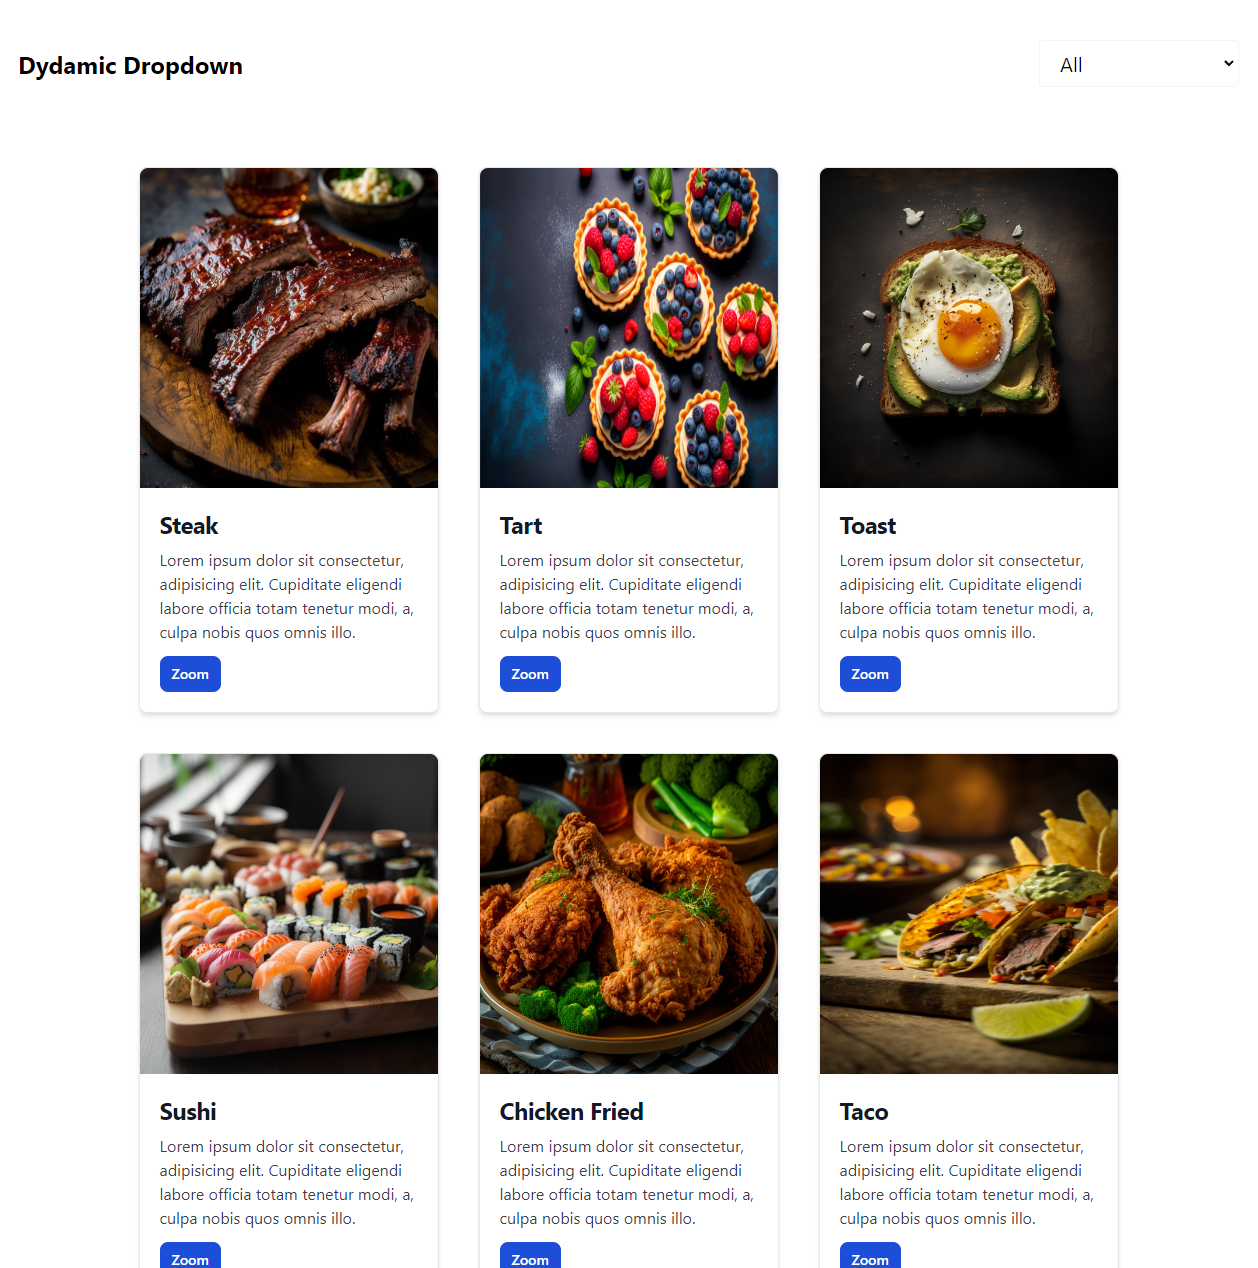 Dydamic Dropdown
All
Steak
Lorem ipsum dolor sit consectetur,
adipisicing elit. Cupiditate eligendi
labore officia totam tenetur modi, a,
culpa nobis quos omnis illo.
Zoom
Tart
Lorem ipsum dolor sit consectetur,
adipisicing elit. Cupiditate eligendi
labore officia totam tenetur modi, a,
culpa nobis quos omnis illo.
Zoom
Toast
Lorem ipsum dolor sit consectetur,
adipisicing elit. Cupiditate eligendi
labore officia totam tenetur modi, a,
culpa nobis quos omnis illo.
Zoom
Sushi
Lorem ipsum dolor sit consectetur,
adipisicing elit. Cupiditate eligendi
labore officia totam tenetur modi, a,
culpa nobis quos omnis illo.
Zoom
Chicken Fried
Lorem ipsum dolor sit consectetur,
adipisicing elit. Cupiditate eligendi
labore officia totam tenetur modi, a,
culpa nobis quos omnis illo.
Zoom
Taco
Lorem ipsum dolor sit consectetur,
adipisicing elit. Cupiditate eligendi
labore officia totam tenetur modi, a,
culpa nobis quos omnis illo.
Zoom